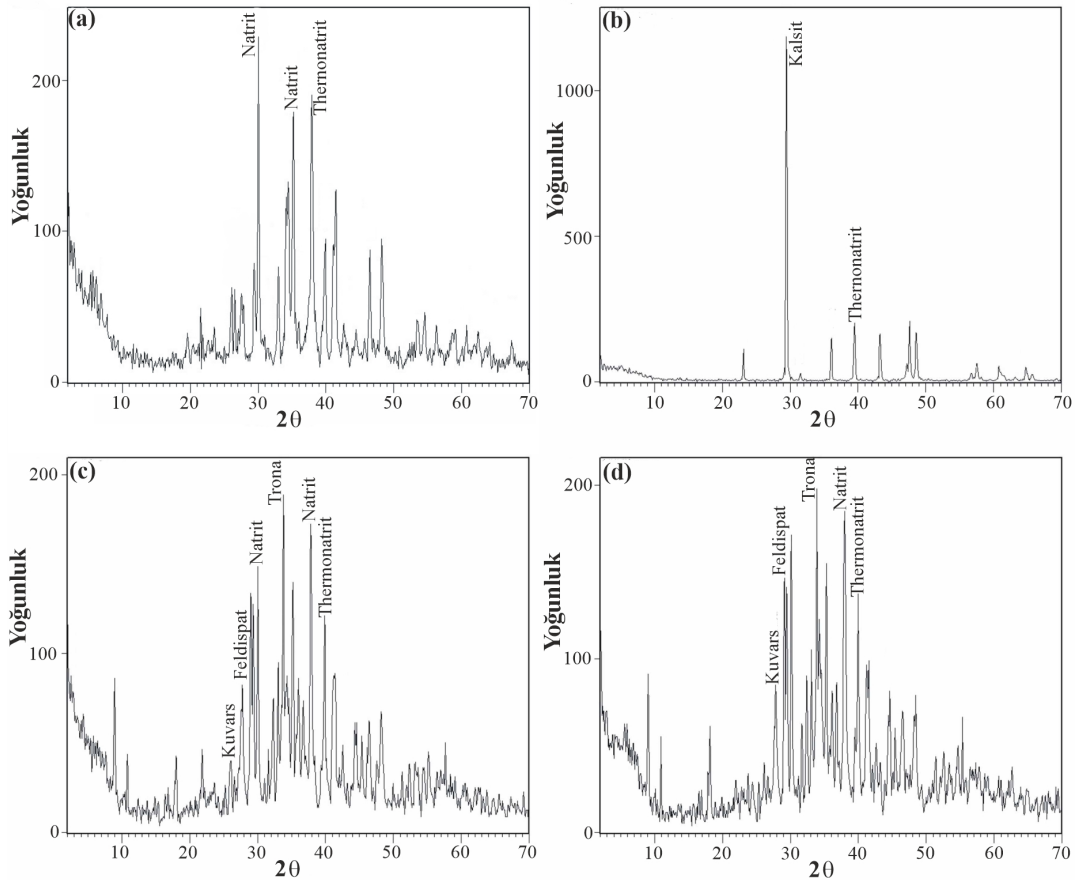 (a)
Natrit
Natrit
Thernonatrit
200
100
0
Yoğunluk
10 20 30 40 50 60 70
2θ
(b)
Kalsit
Thernonatrit
1000
500
0
Yoğunluk
10 20 30 40 50 60 70
2θ
(c)
Kuvars
Feldispat
Natrit
Trona
Natrit
Thermonatrit
200
100
0
Yoğunluk
10 20 30 40 50 60 70
2θ
(d)
Kuvars
Feldispat
Trona
Natrit
Thermonatrit
200
100
0
Yoğunluk
10 20 30 40 50 60 70
2θ